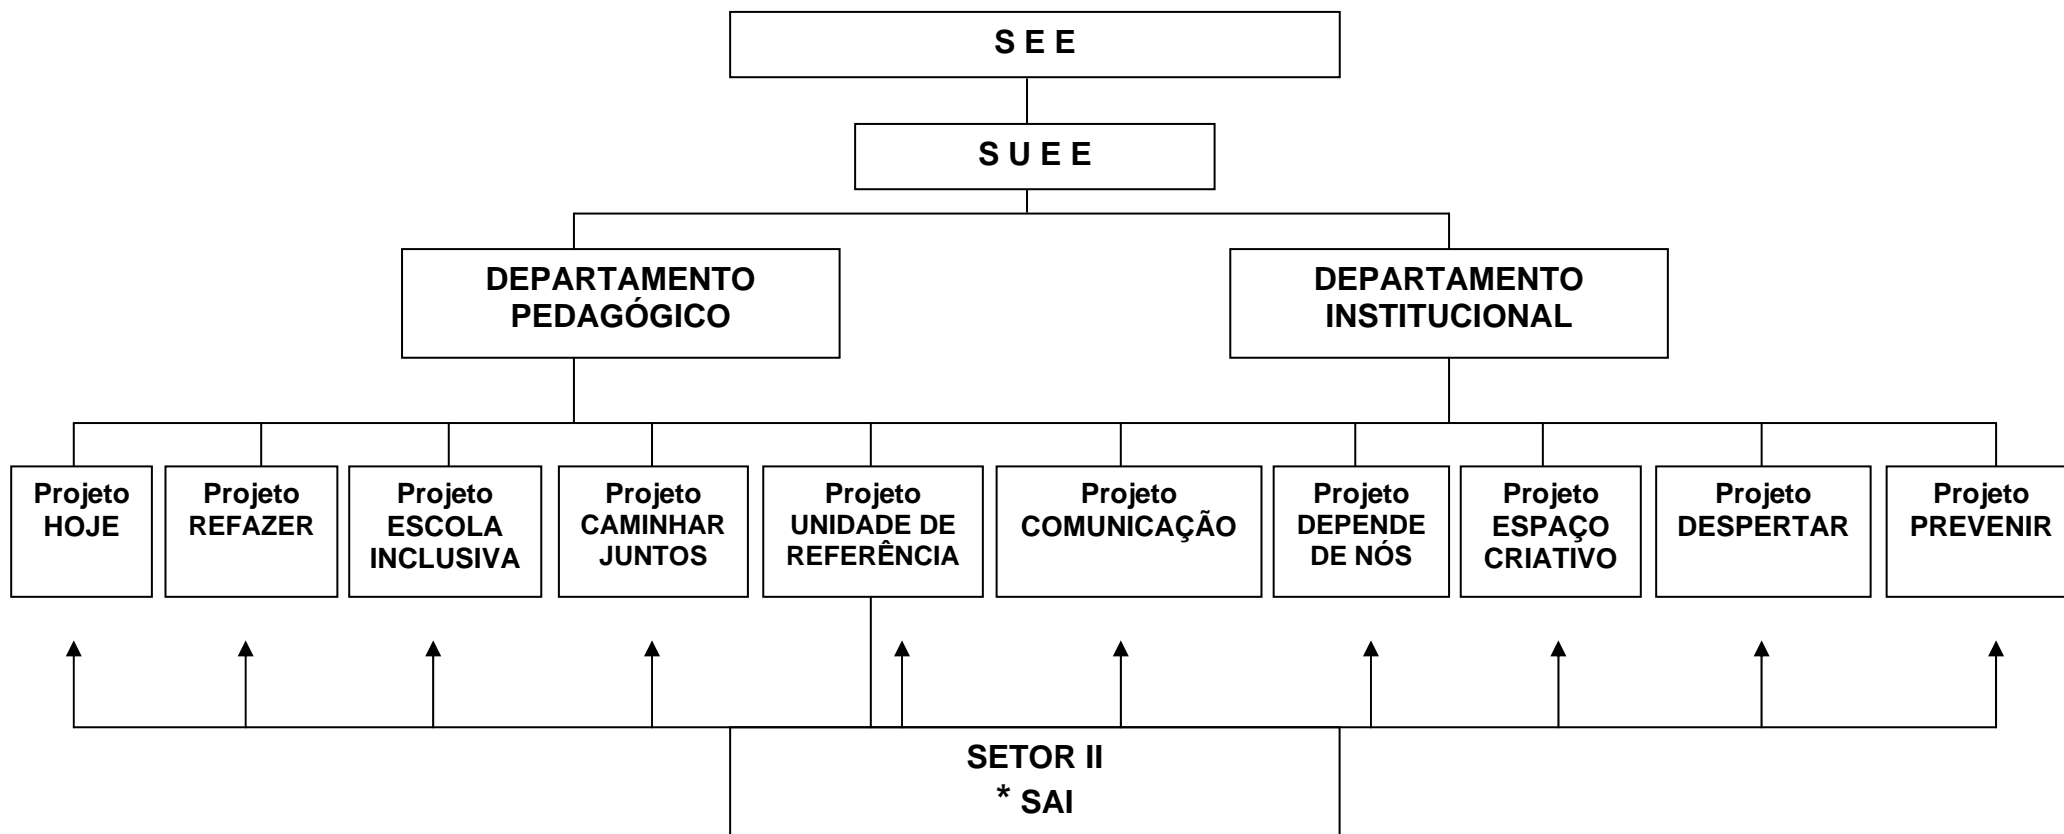 S E E
S U E E
DEPARTAMENTO
PEDAGÓGICO
DEPARTAMENTO
INSTITUCIONAL
Projeto
HOJE
Projeto
REFAZER
Projeto
ESCOLA
INCLUSIVA
Projeto
CAMINHAR
JUNTOS
Projeto
UNIDADE DE
REFERÊNCIA
Projeto
COMUNICAÇÃO
Projeto
DEPENDE
DE NÓS
Projeto
ESPAÇO
CRIATIVO
Projeto
DESPERTAR
Projeto
PREVENIR
SETOR II
* SAI